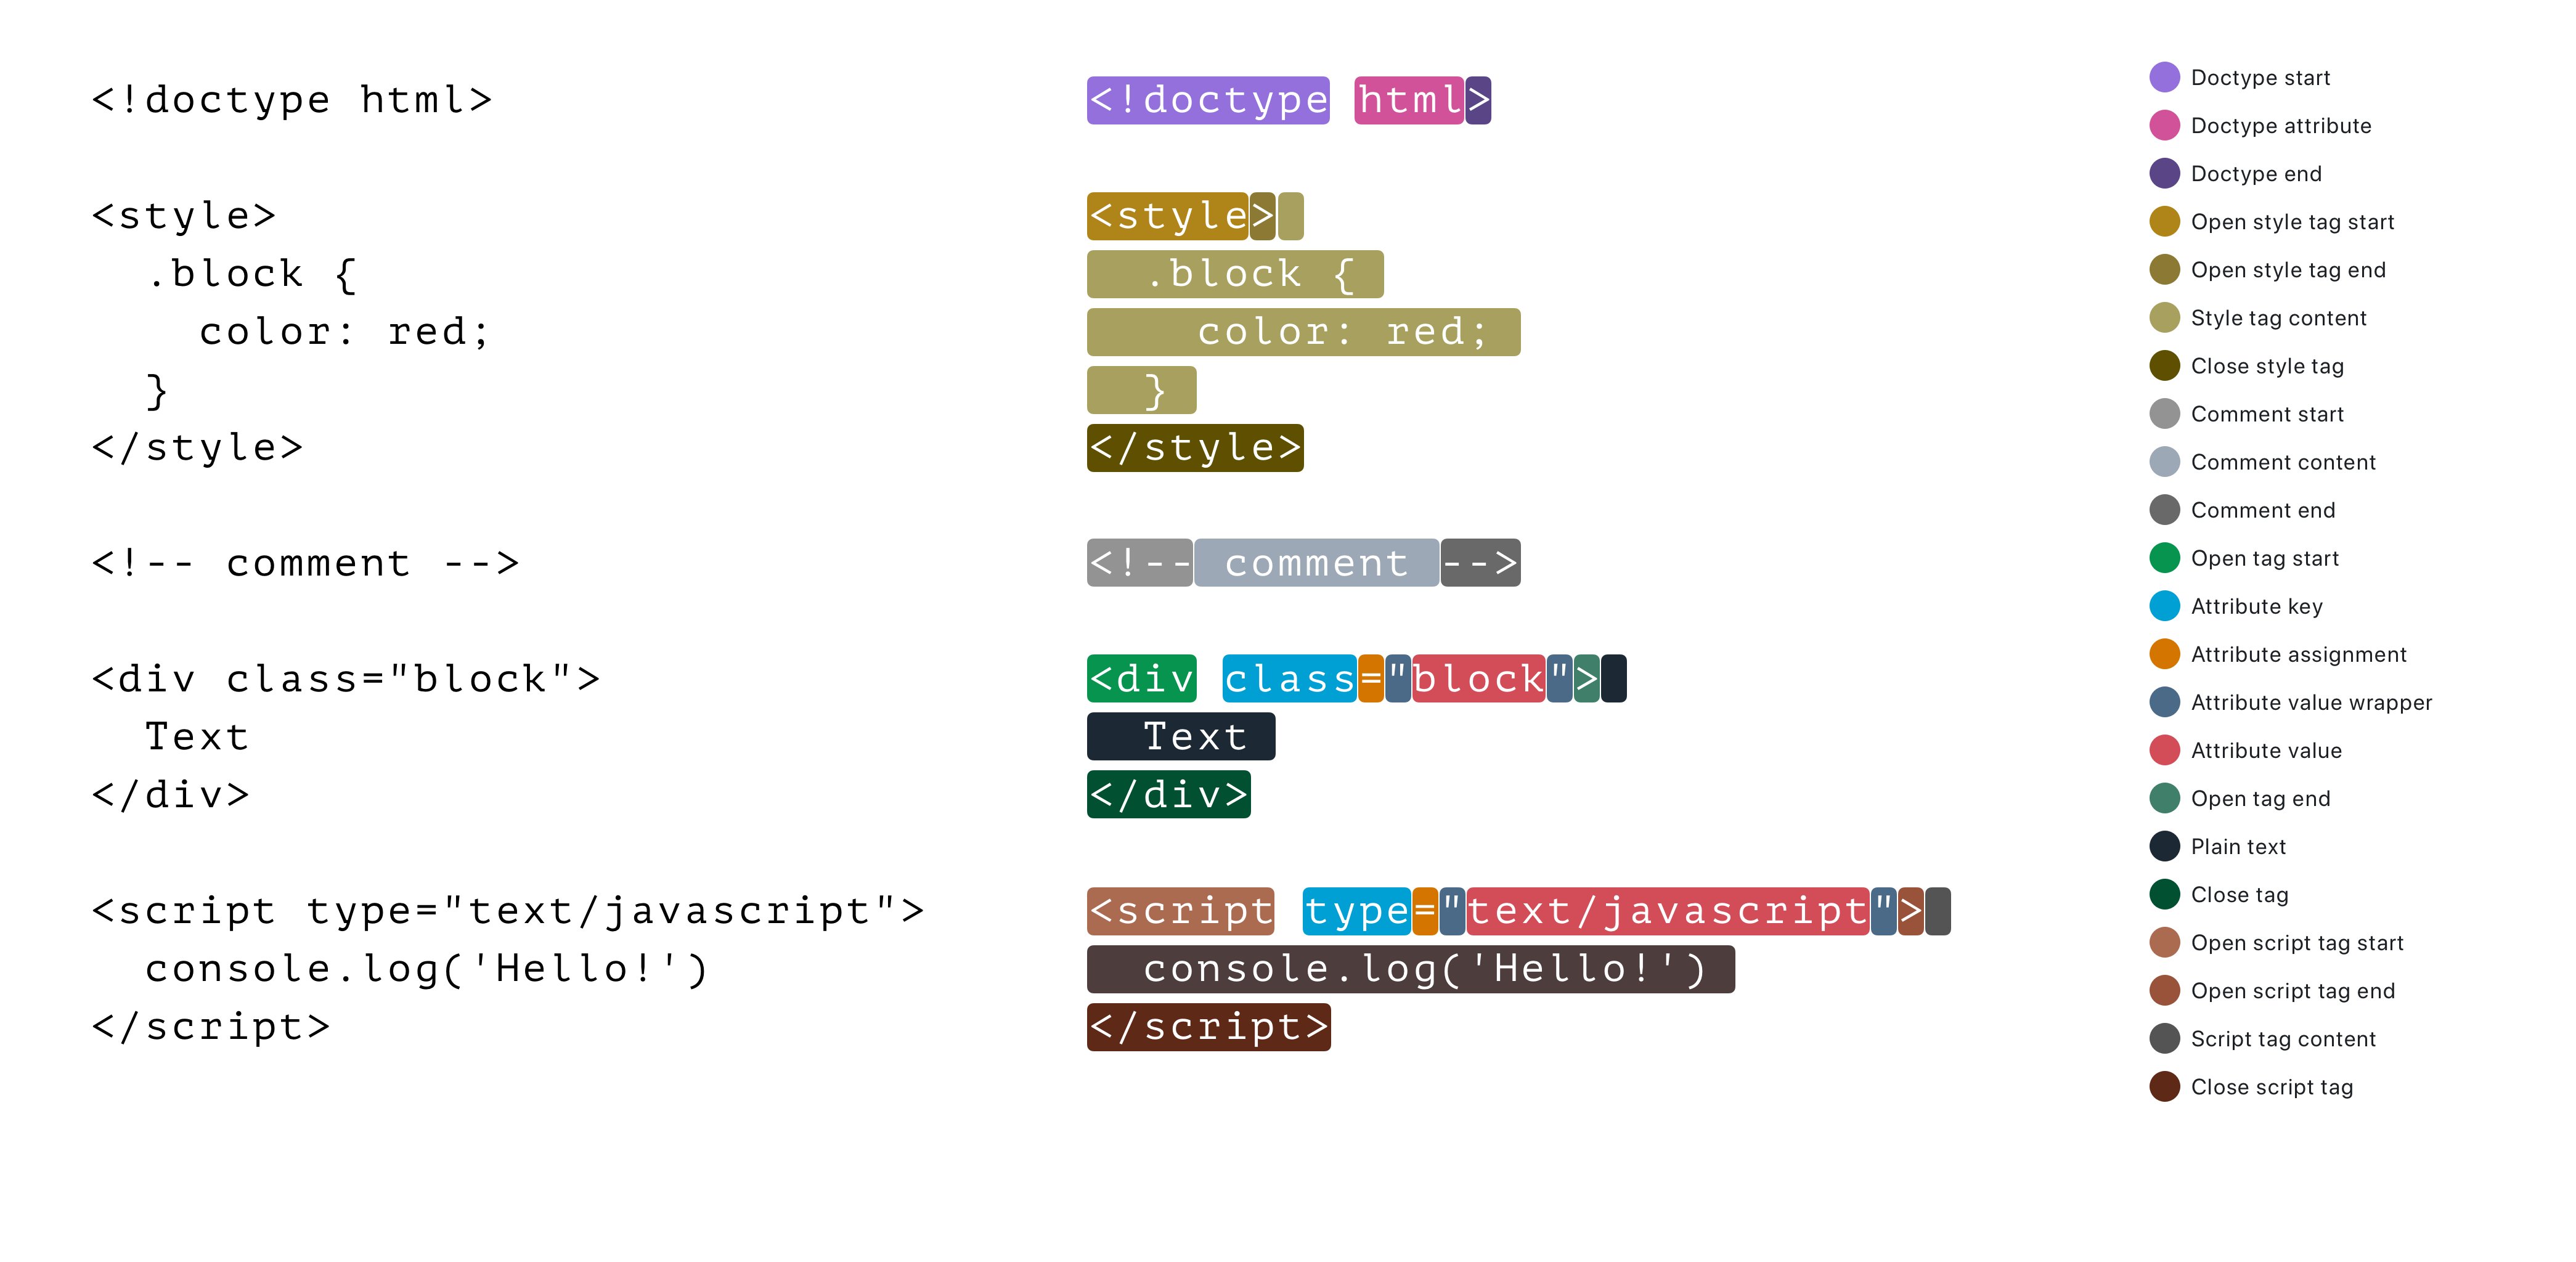 <!doctype html>
<style>
  .block {
    color: red;
  }
</style>
<!-- comment -->
<div class="block">
  Text
</div>
<script type="text/javascript">
  console.log('Hello!')
</script>
<!doctype html>
<style>
  .block {
    color: red;
  }
</style>
<!-- comment -->
<div class="block">
  Text
</div>
<script type="text/javascript">
  console.log('Hello!')
</script>
Doctype start
Doctype attribute
Doctype end
Open style tag start
Open style tag end
Style tag content
Close style tag
Comment start
Comment content
Comment end
Open tag start
Attribute key
Attribute assignment
Attribute value wrapper
Attribute value
Open tag end
Plain text
Close tag
Open script tag start
Open script tag end
Script tag content
Close script tag